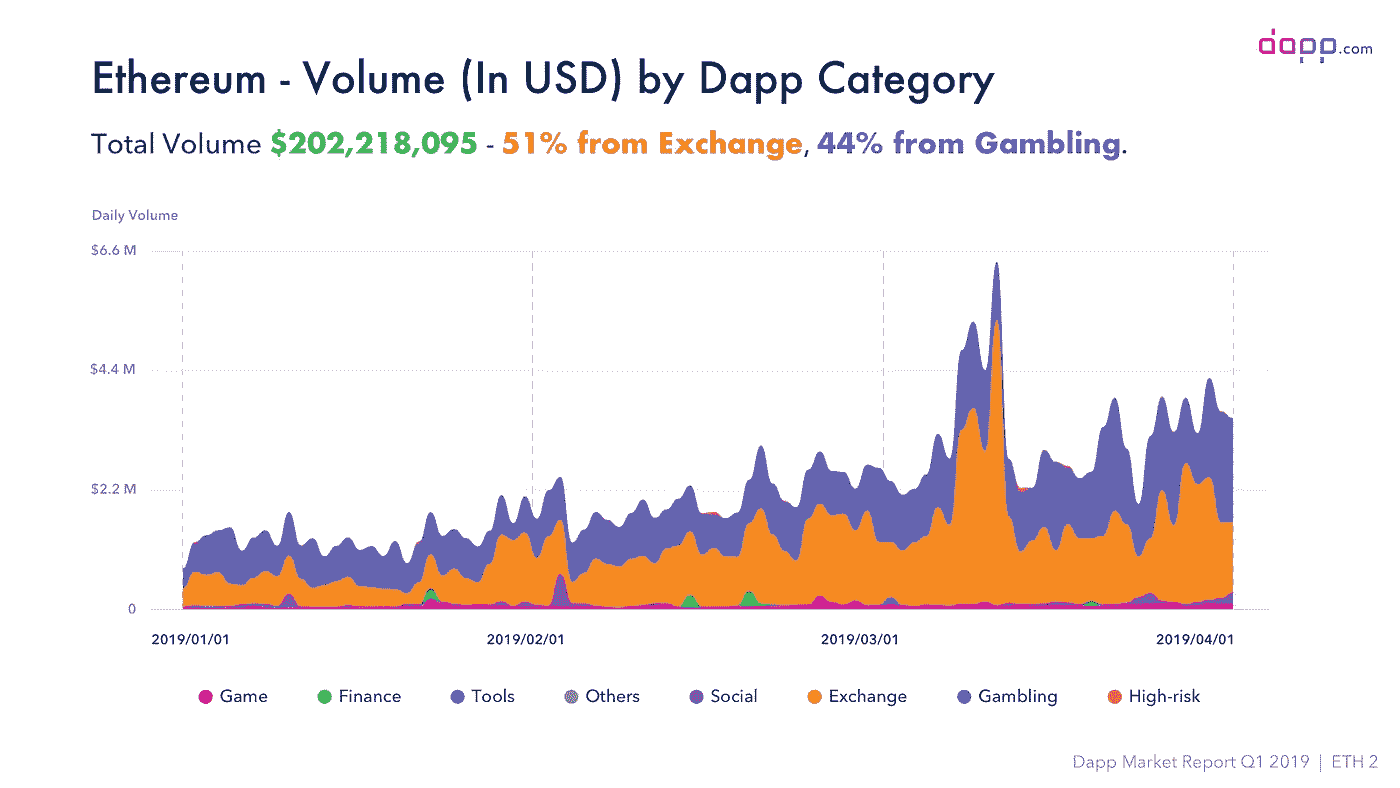 dapp.com
Ethereum - Volume (In USD) by Dapp Category
Total Volume $202,218,095 - 51% from Exchange, 44% from Gambling.
Daily Volume
$6.6 M
$4.4 M
$2.2 M
0
2019/01/01 2019/02/01 2019/03/01 2019/04/01
Game Finance Tools Others Social Exchange Gambling High-risk
Dapp Market Report Q1 2019 | ETH 2